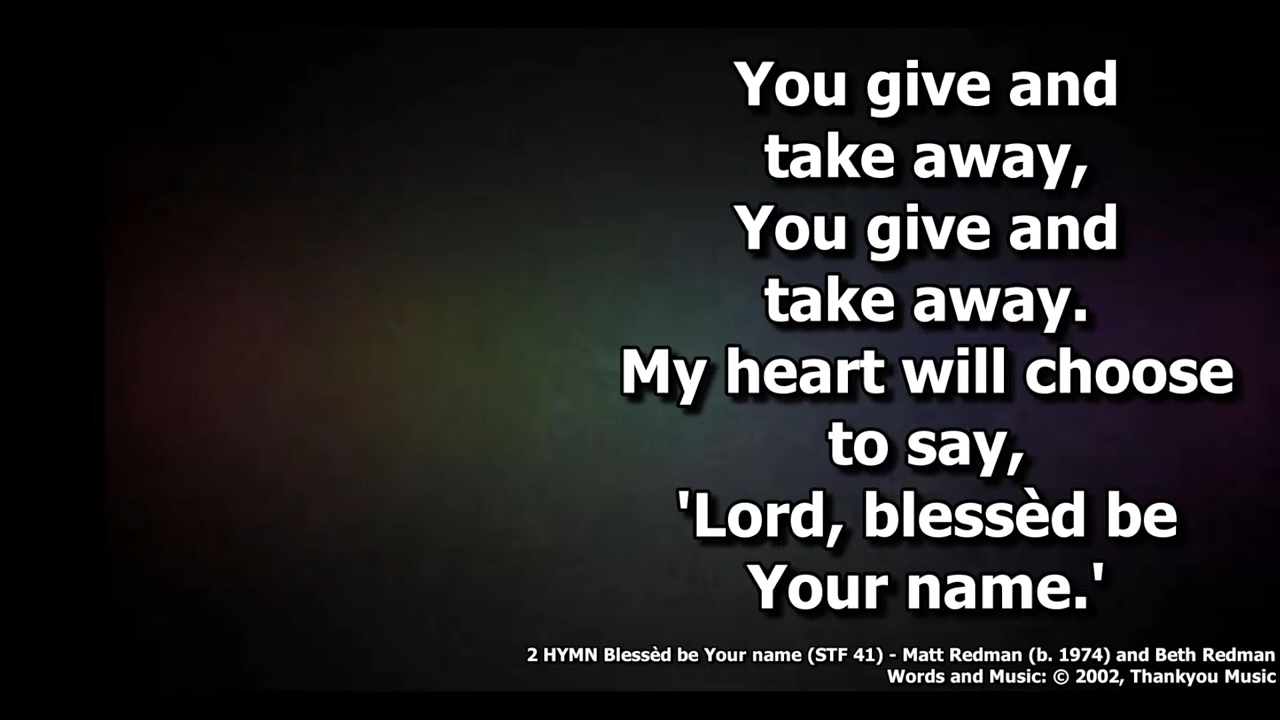 You give and
take away,
You give and
take away.
My heart will choose
to say,
'Lord, blessèd be
Your name.'
2 HYMN Blessèd be Your name (STF 41) - Matt Redman (b. 1974) and Beth Redman
Words and Music: © 2002, Thankyou Music